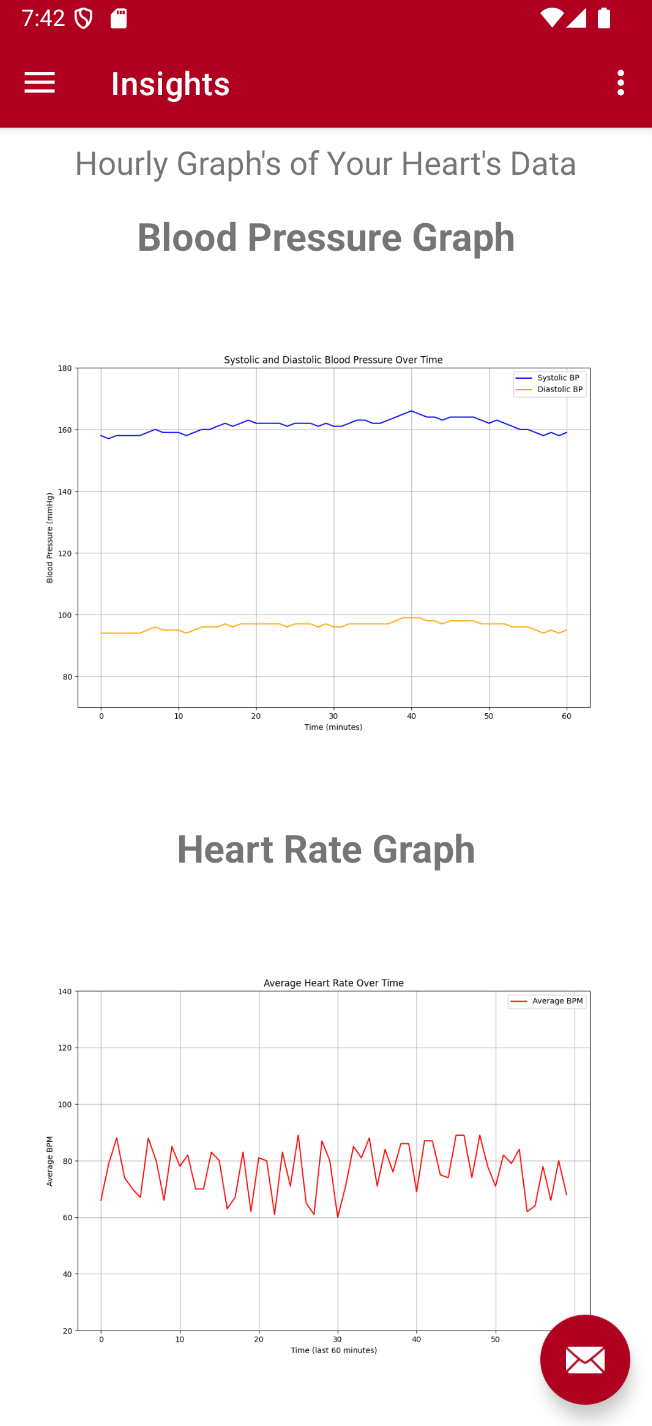 7:42
Insights
Hourly Graph's of Your Heart's Data
Blood Pressure Graph
Systolic and Diastolic Blood Pressure Over Time
Systolic BP
Diastolic BP
Blood Pressure (mmHg)
180
160
140
120
100
80
0 10 20 30 40 50 60
Time (minutes)
Heart Rate Graph
Average Heart Rate Over Time
Average BPM
Average BPM
140
120
100
80
60
40
20
0 10 20 30 40 50
Time (last 60 minutes)